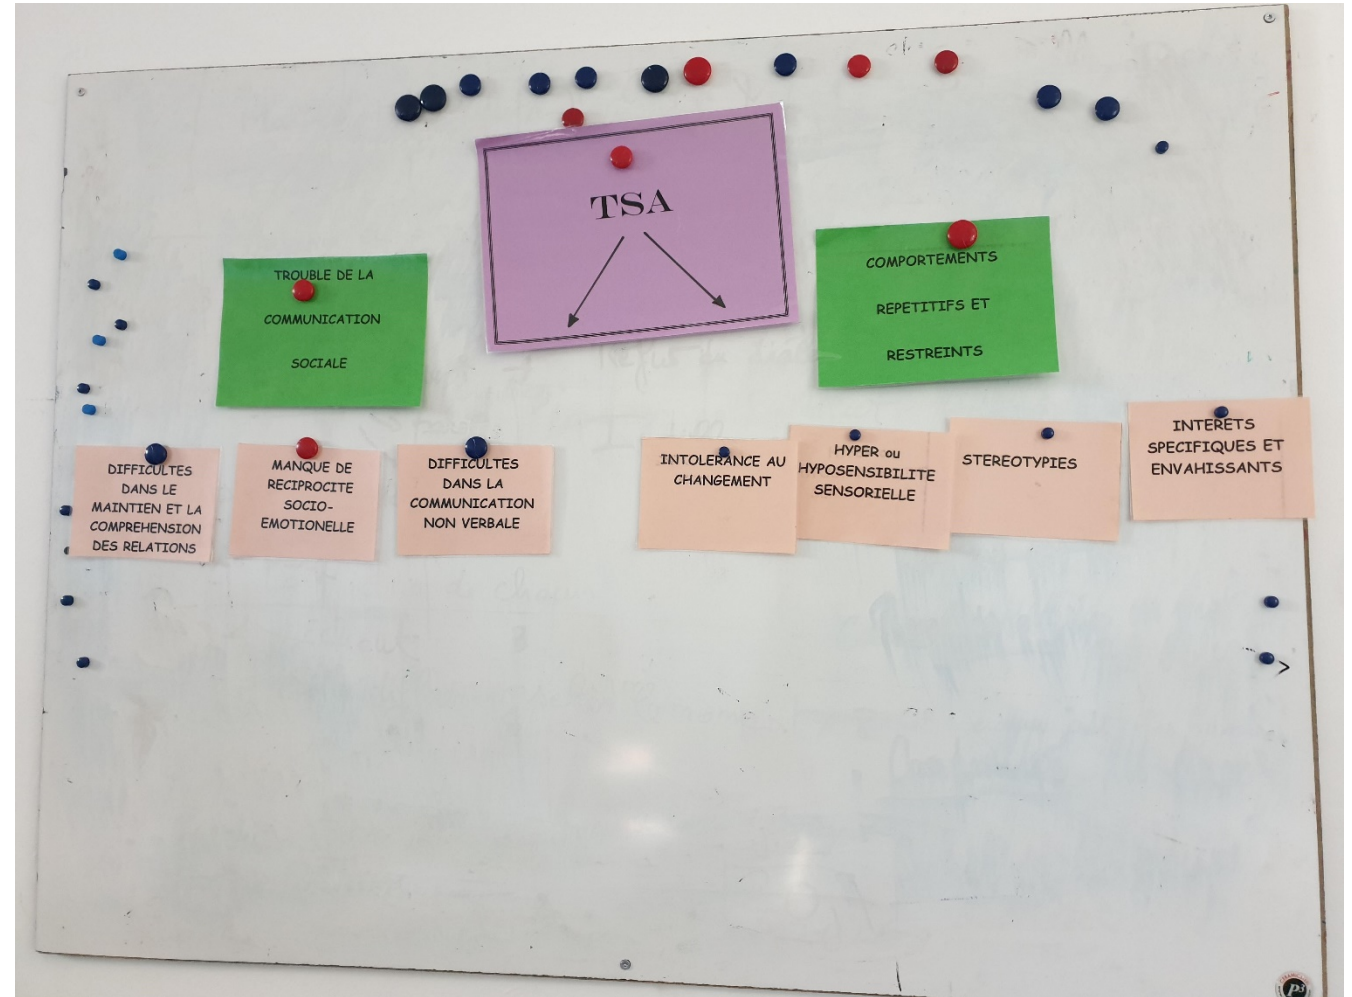 TSA
TROUBLE DE LA
COMMUNICATION
SOCIALE
COMPORTEMENTS
REPETITIFS ET
RESTREINTS
DIFFICULTES
DANS LE
MAINTIEN ET LA
COMPREHENSION
DES RELATIONS
MANQUE DE
RECIPROCITE
SOCIO-
EMOTIONELLE
DIFFICULTES
DANS LA
COMMUNICATION
NON VERBALE
INTOLERANCE AU
CHANGEMENT
HYPER ou
HYPOSENSIBILITE
SENSORIELLE
STEREOTYPIES
INTERETS
SPECIFIQUES ET
ENVAHISSANTS